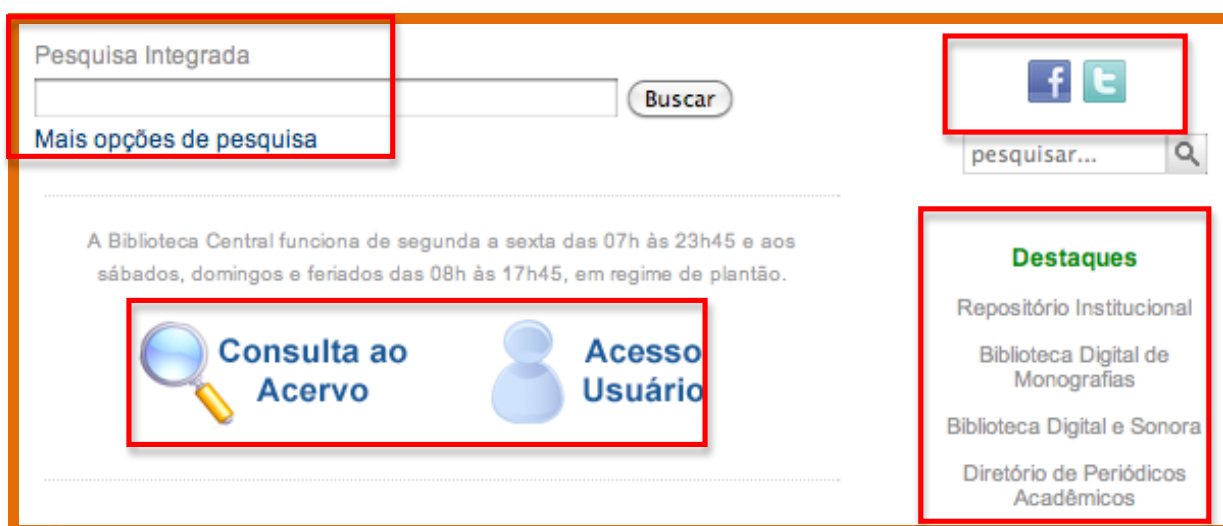 Pesquisa Integrada
Buscar
Mais opções de pesquisa
A Biblioteca Central funciona de segunda a sexta das 07h às 23h45 e aos
sábados, domingos e feriados das 08h às 17h45, em regime de plantão.
Consulta ao
Acervo
Acesso
Usuário
f t
pesquisar...
Destaques
Repositório Institucional
Biblioteca Digital de
Monografias
Biblioteca Digital e Sonora
Diretório de Periódicos
Acadêmicos